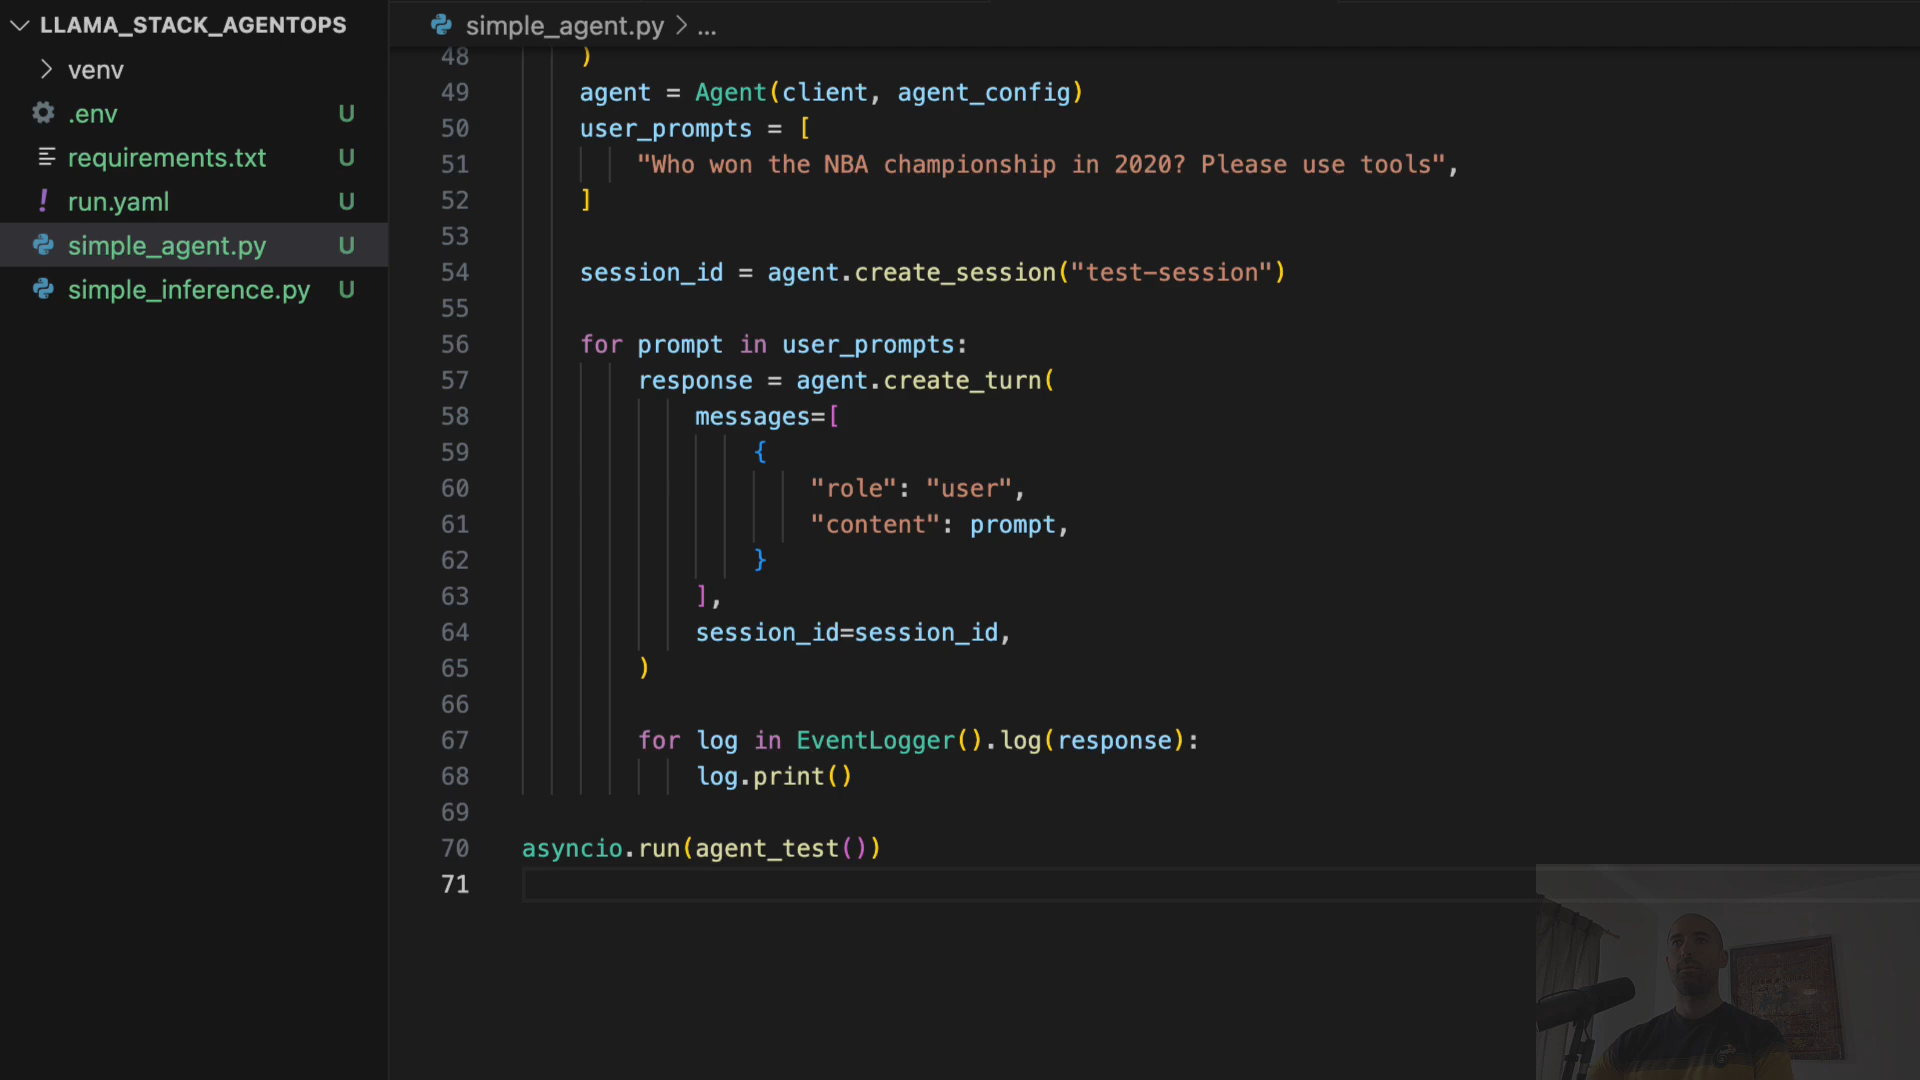 LLAMA_STACK_AGENTOPS
venv
.env U
requirements.txt U
! run.yaml U
simple_agent.py U
simple_inference.py U
simple_agent.py > ...
48 )
49 agent = Agent(client, agent_config)
50 user_prompts = [
51 "Who won the NBA championship in 2020? Please use tools",
52 ]
53
54 session_id = agent.create_session("test-session")
55
56 for prompt in user_prompts:
57 response = agent.create_turn(
58 messages=[
59 {
60 "role": "user",
61 "content": prompt,
62 }
63 ],
64 session_id=session_id,
65 )
66
67 for log in EventLogger().log(response):
68 log.print()
69
70 asyncio.run(agent_test())
71